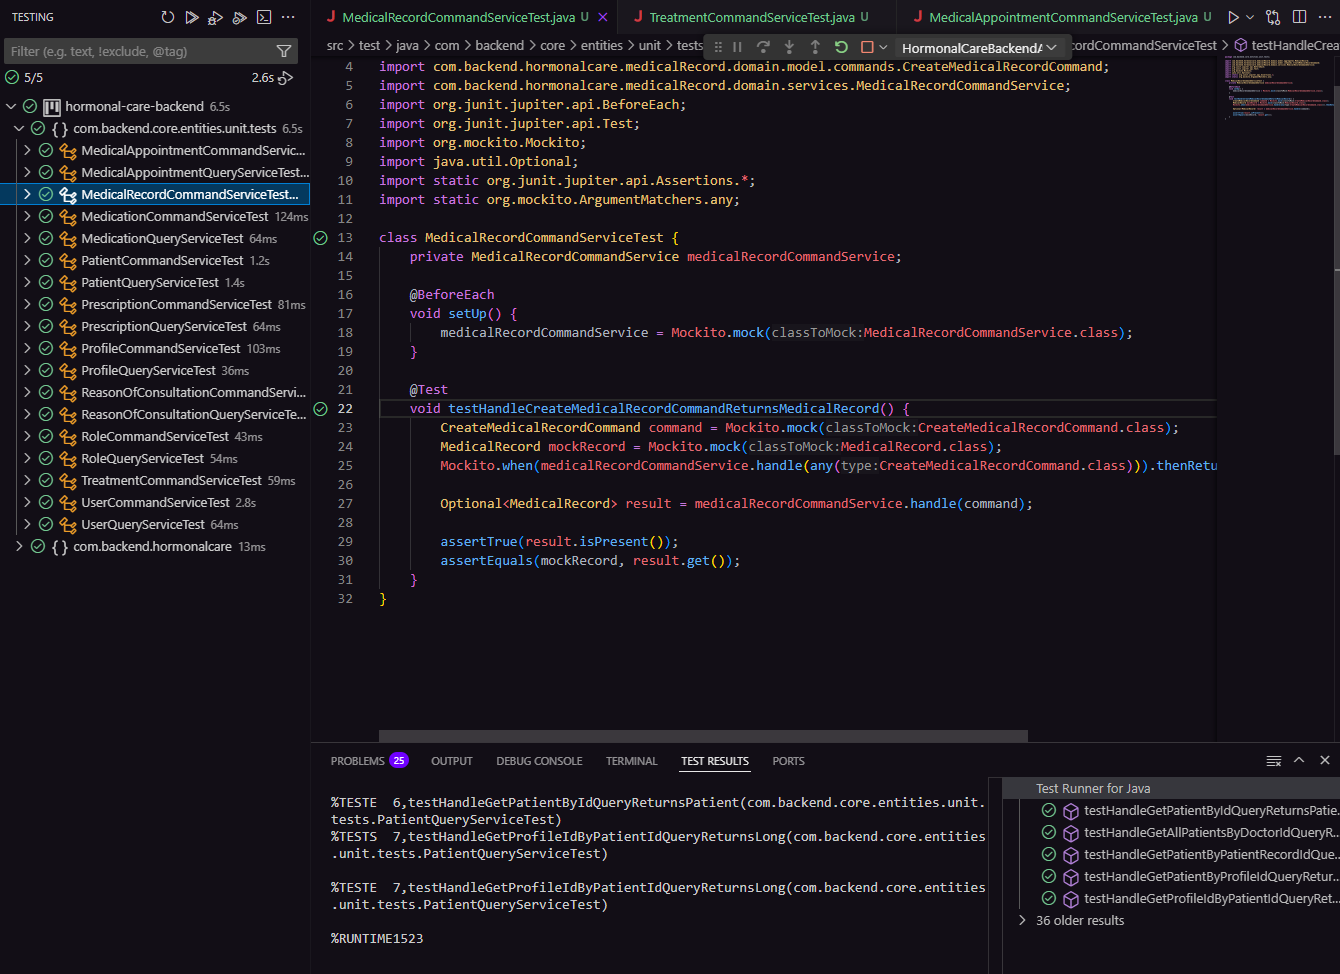 TESTING
Filter (e.g. text, !exclude, @tag)
5/5
2.6s
hormonal-care-backend 6.5s
com.backend.core.entities.unit.tests 6.5s
MedicalAppointmentCommandServic...
MedicalAppointmentQueryServiceTest...
MedicalRecordCommandServiceTest...
MedicationCommandServiceTest 124ms
MedicationQueryServiceTest 64ms
PatientCommandServiceTest 1.2s
PatientQueryServiceTest 1.4s
PrescriptionCommandServiceTest 81ms
PrescriptionQueryServiceTest 64ms
ProfileCommandServiceTest 103ms
ProfileQueryServiceTest 36ms
ReasonOfConsultationCommandServi...
ReasonOfConsultationQueryServiceTe...
RoleCommandServiceTest 43ms
RoleQueryServiceTest 54ms
TreatmentCommandServiceTest 59ms
UserCommandServiceTest 2.8s
UserQueryServiceTest 64ms
com.backend.hormonalcare 13ms
J MedicalRecordCommandServiceTest.java U
J TreatmentCommandServiceTest.java U
J MedicalAppointmentCommandServiceTest.java U
src > test > java > com > backend > core > entities > unit > tests
HormonalCareBackendA
cordCommandServiceTest > testHandleCrea
4 import com.backend.hormonalcare.medicalRecord.domain.model.commands.CreateMedicalRecordCommand;
5 import com.backend.hormonalcare.medicalRecord.domain.services.MedicalRecordCommandService;
6 import org.junit.jupiter.api.BeforeEach;
7 import org.junit.jupiter.api.Test;
8 import org.mockito.Mockito;
9 import java.util.Optional;
10 import static org.junit.jupiter.api.Assertions.*;
11 import static org.mockito.ArgumentMatchers.any;
12
13 class MedicalRecordCommandServiceTest {
14 private MedicalRecordCommandService medicalRecordCommandService;
15
16 @BeforeEach
17 void setUp() {
18 medicalRecordCommandService = Mockito.mock(classToMock:MedicalRecordCommandService.class);
19 }
20
21 @Test
22 void testHandleCreateMedicalRecordCommandReturnsMedicalRecord() {
23 CreateMedicalRecordCommand command = Mockito.mock(classToMock:CreateMedicalRecordCommand.class);
24 MedicalRecord mockRecord = Mockito.mock(classToMock:MedicalRecord.class);
25 Mockito.when(medicalRecordCommandService.handle(any(type:CreateMedicalRecordCommand.class))).thenRetu
26
27 Optional<MedicalRecord> result = medicalRecordCommandService.handle(command);
28
29 assertTrue(result.isPresent());
30 assertEquals(mockRecord, result.get());
31 }
32 }
PROBLEMS 25 OUTPUT DEBUG CONSOLE TERMINAL TEST RESULTS PORTS
%TESTE 6,testHandleGetPatientByIdQueryReturnsPatient(com.backend.core.entities.unit.
tests.PatientQueryServiceTest)
%TESTS 7,testHandleGetProfileIdByPatientIdQueryReturnsLong(com.backend.core.entities
.unit.tests.PatientQueryServiceTest)
%TESTE 7,testHandleGetProfileIdByPatientIdQueryReturnsLong(com.backend.core.entities
.unit.tests.PatientQueryServiceTest)
%RUNTIME1523
Test Runner for Java
testHandleGetPatientByIdQueryReturnsPatie...
testHandleGetAllPatientsByDoctorIdQueryR...
testHandleGetPatientByPatientRecordIdQue...
testHandleGetPatientByProfileIdQueryRetur...
testHandleGetProfileIdByPatientIdQueryRet...
36 older results